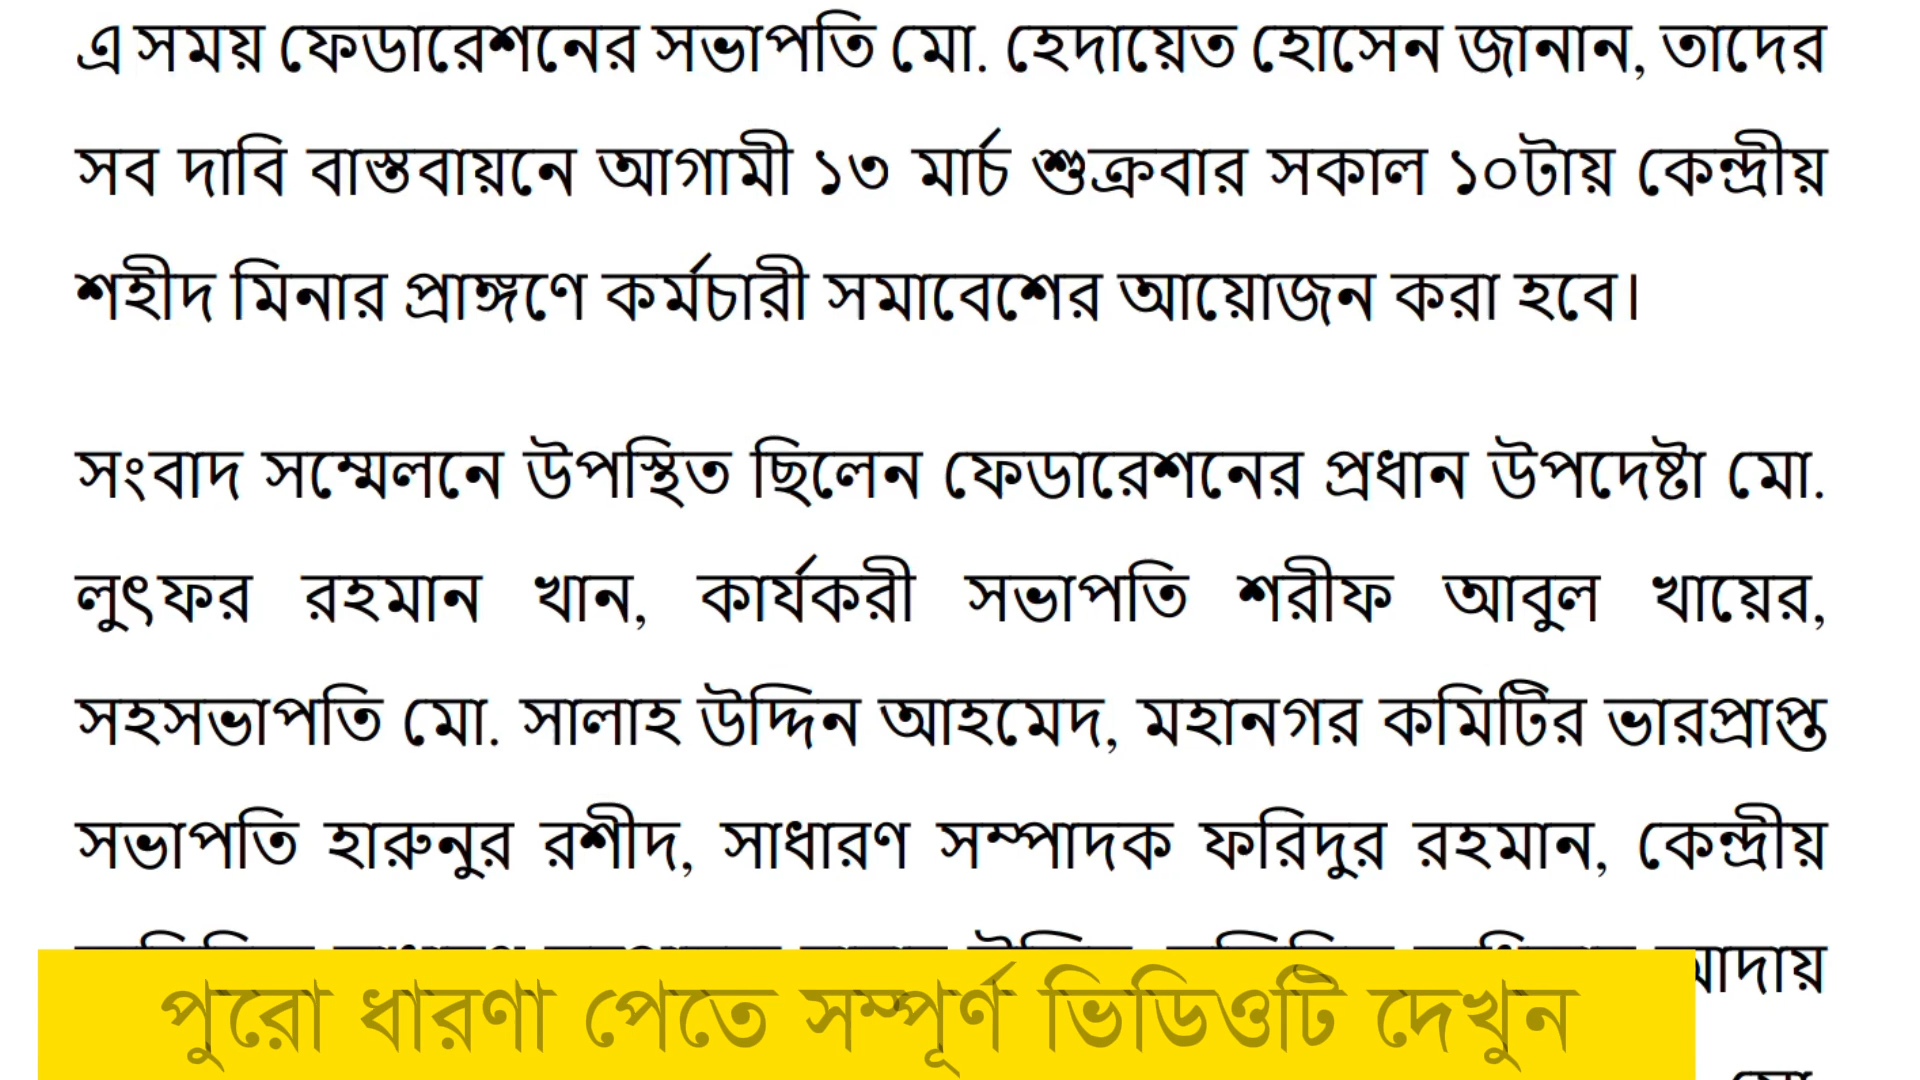 এ সময় ফেডারেশনের সভাপতি মো. হেদায়েত হোসেন জানান, তাদের
সব দাবি বাস্তবায়নে আগামী ১৩ মার্চ শুক্রবার সকাল ১০টায় কেন্দ্রীয়
শহীদ মিনার প্রাঙ্গণে কর্মচারী সমাবেশের আয়োজন করা হবে।
সংবাদ সম্মেলনে উপস্থিত ছিলেন ফেডারেশনের প্রধান উপদেষ্টা মো.
লুৎফর রহমান খান, কার্যকরী সভাপতি শরীফ আবুল খায়ের,
সহসভাপতি মো. সালাহ উদ্দিন আহমেদ, মহানগর কমিটির ভারপ্রাপ্ত
সভাপতি হারুনুর রশীদ, সাধারণ সম্পাদক ফরিদুর রহমান, কেন্দ্রীয়
আদায়
পুরো ধারণা পেতে সম্পূর্ণ ভিডিওটি দেখুন